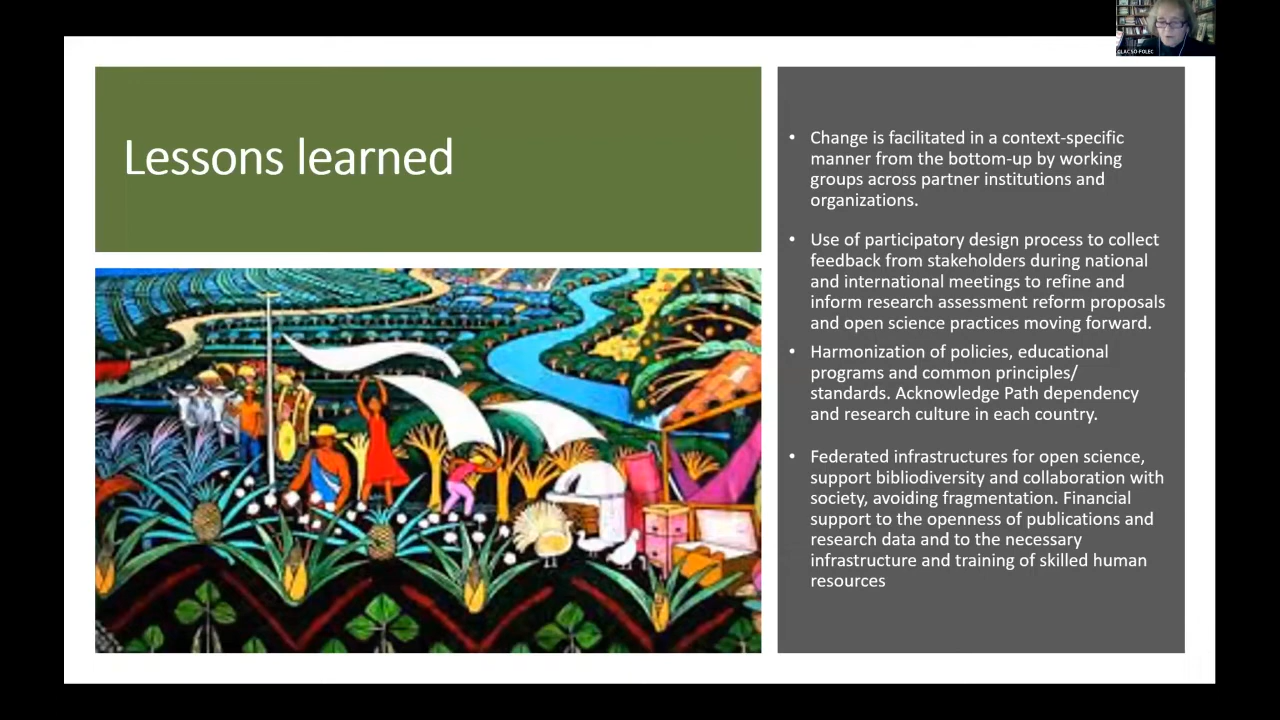 CLACSO FOLEC
Lessons learned
• Change is facilitated in a context-specific
manner from the bottom-up by working
groups across partner institutions and
organizations.
• Use of participatory design process to collect
feedback from stakeholders during national
and international meetings to refine and
inform research assessment reform proposals
and open science practices moving forward.
• Harmonization of policies, educational
programs and common principles/
standards. Acknowledge Path dependency
and research culture in each country.
• Federated infrastructures for open science,
support bibliodiversity and collaboration with
society, avoiding fragmentation. Financial
support to the openness of publications and
research data and to the necessary
infrastructure and training of skilled human
resources